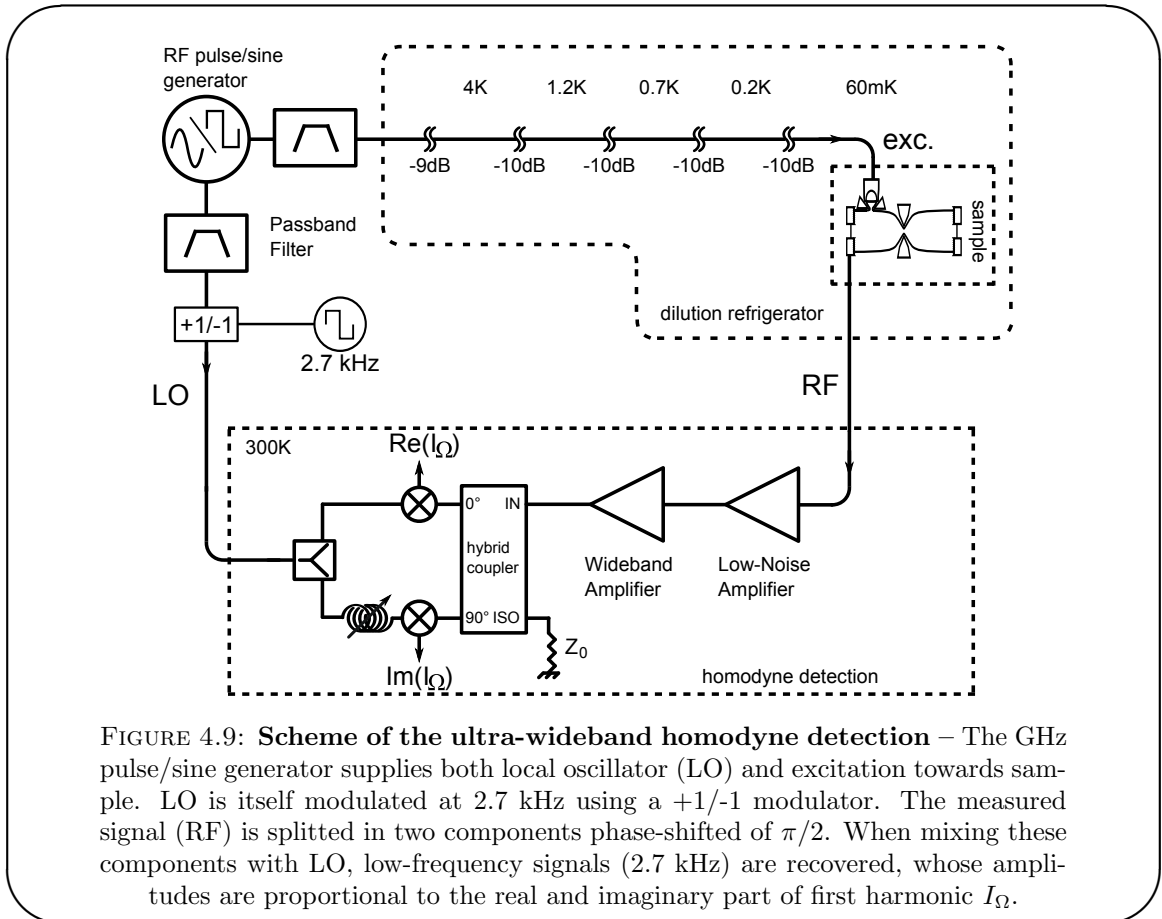 RF pulse/sine
generator
4K 1.2K 0.7K 0.2K 60mK
-9dB -10dB -10dB -10dB -10dB
exc.
sample
Passband
Filter
dilution refrigerator
+1/-1
2.7 kHz
LO
RF
300K
Re(IΩ)
0° IN
hybrid
coupler
90° ISO
Wideband
Amplifier
Low-Noise
Amplifier
Z0
Im(IΩ)
homodyne detection
FIGURE 4.9: Scheme of the ultra-wideband homodyne detection – The GHz
pulse/sine generator supplies both local oscillator (LO) and excitation towards sam-
ple. LO is itself modulated at 2.7 kHz using a +1/-1 modulator. The measured
signal (RF) is splitted in two components phase-shifted of π/2. When mixing these
components with LO, low-frequency signals (2.7 kHz) are recovered, whose ampli-
tudes are proportional to the real and imaginary part of first harmonic IΩ.